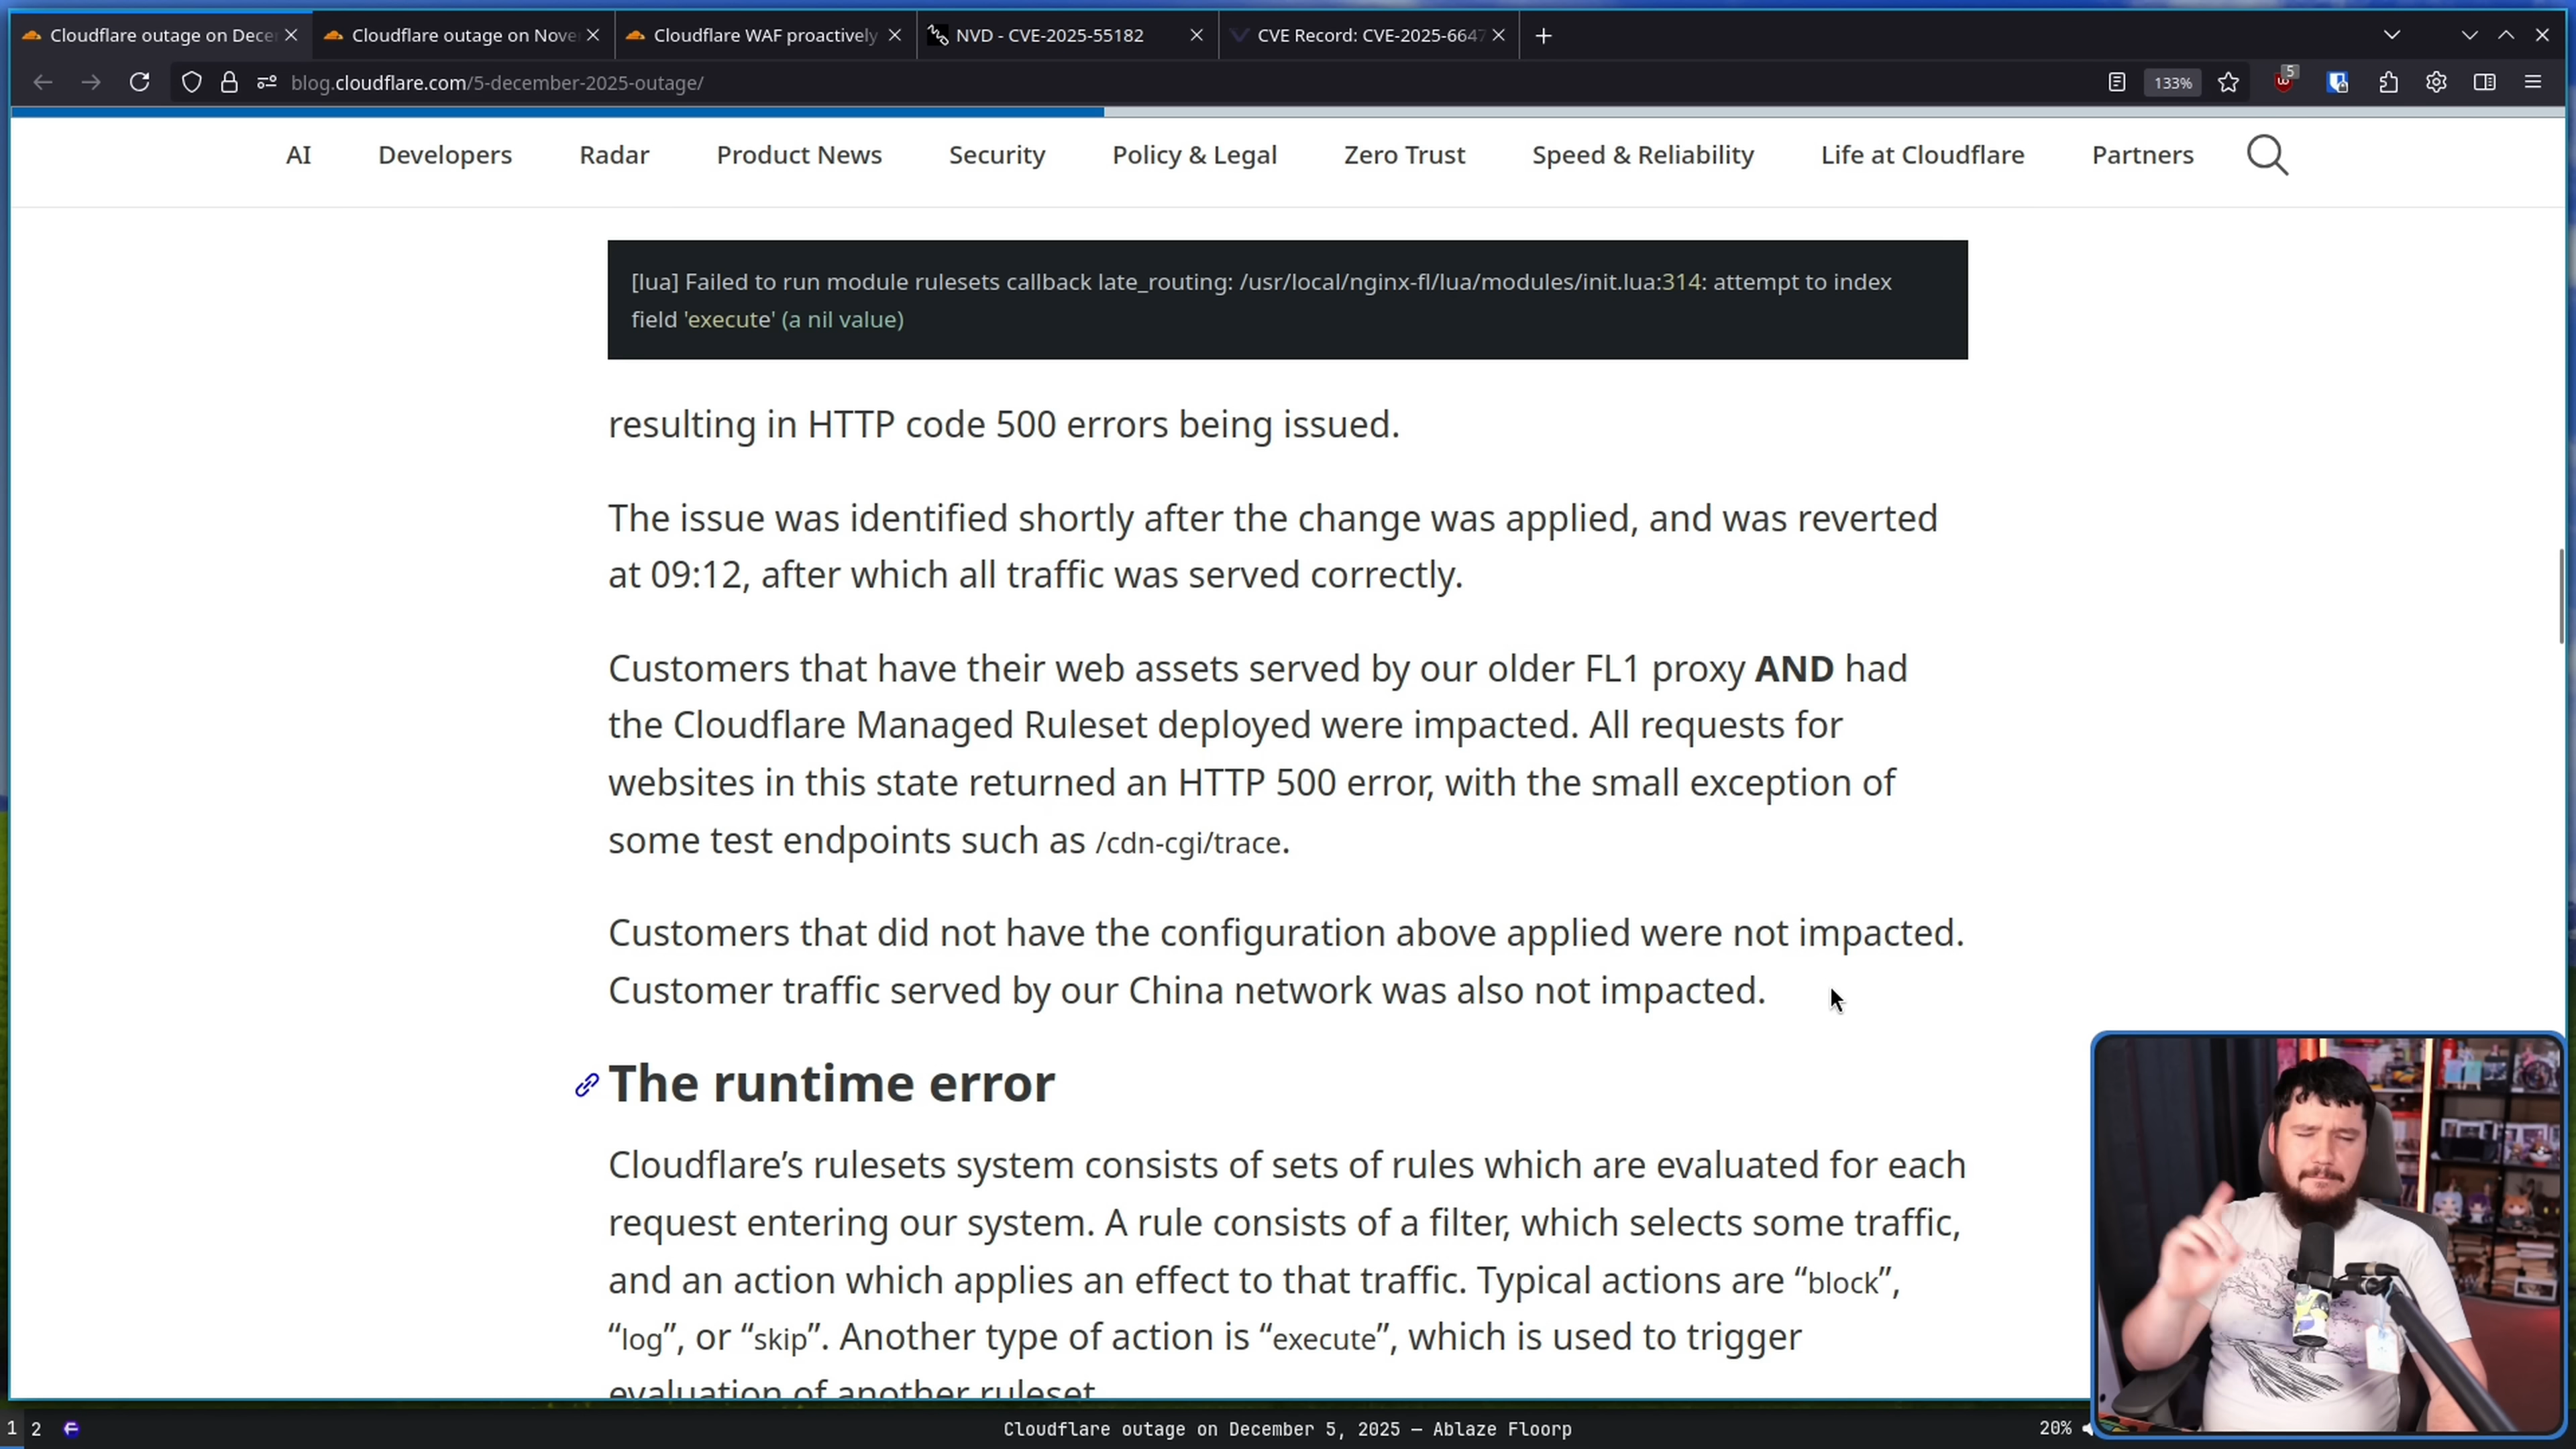 Cloudflare outage on Dece
Cloudflare outage on Nove
Cloudflare WAF proactively
NVD - CVE-2025-55182
CVE Record: CVE-2025-6647
blog.cloudflare.com/5-december-2025-outage/
133%
5
AI
Developers
Radar
Product News
Security
Policy & Legal
Zero Trust
Speed & Reliability
Life at Cloudflare
Partners
[lua] Failed to run module rulesets callback late_routing: /usr/local/nginx-fl/lua/modules/init.lua:314: attempt to index
field 'execute' (a nil value)
resulting in HTTP code 500 errors being issued.
The issue was identified shortly after the change was applied, and was reverted
at 09:12, after which all traffic was served correctly.
Customers that have their web assets served by our older FL1 proxy AND had
the Cloudflare Managed Ruleset deployed were impacted. All requests for
websites in this state returned an HTTP 500 error, with the small exception of
some test endpoints such as /cdn-cgi/trace.
Customers that did not have the configuration above applied were not impacted.
Customer traffic served by our China network was also not impacted.
The runtime error
Cloudflare’s rulesets system consists of sets of rules which are evaluated for each
request entering our system. A rule consists of a filter, which selects some traffic,
and an action which applies an effect to that traffic. Typical actions are “block”,
“log”, or “skip”. Another type of action is “execute”, which is used to trigger
evaluation of another ruleset.
1 2
Cloudflare outage on December 5, 2025 — Ablaze Floorp
20%